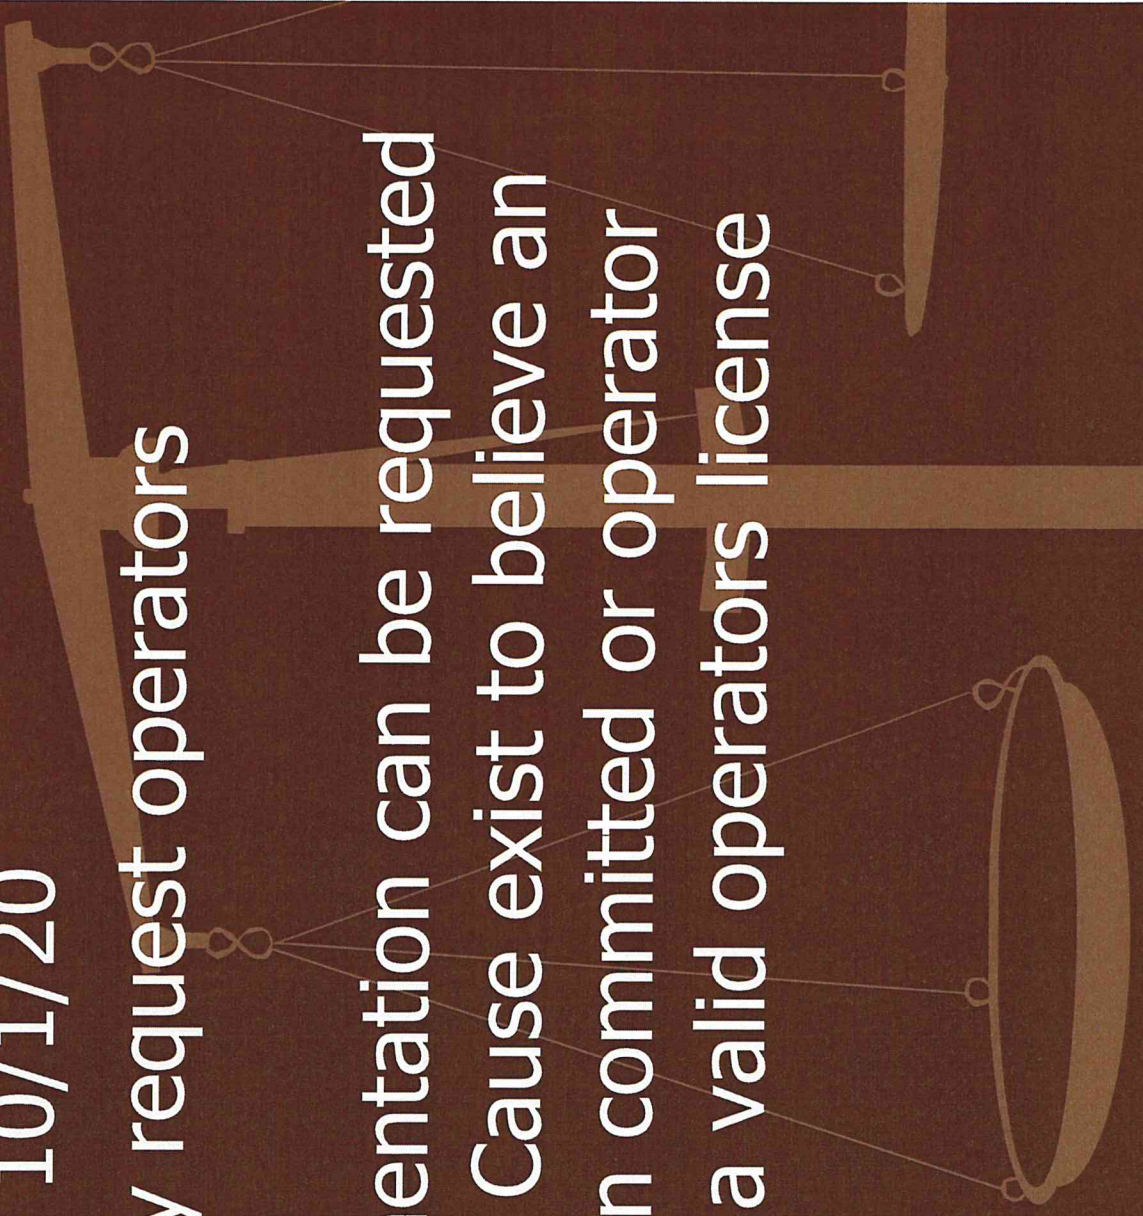 10/1/20
y request operators
entation can be requested
Cause exist to believe an
n committed or operator
a valid operators license